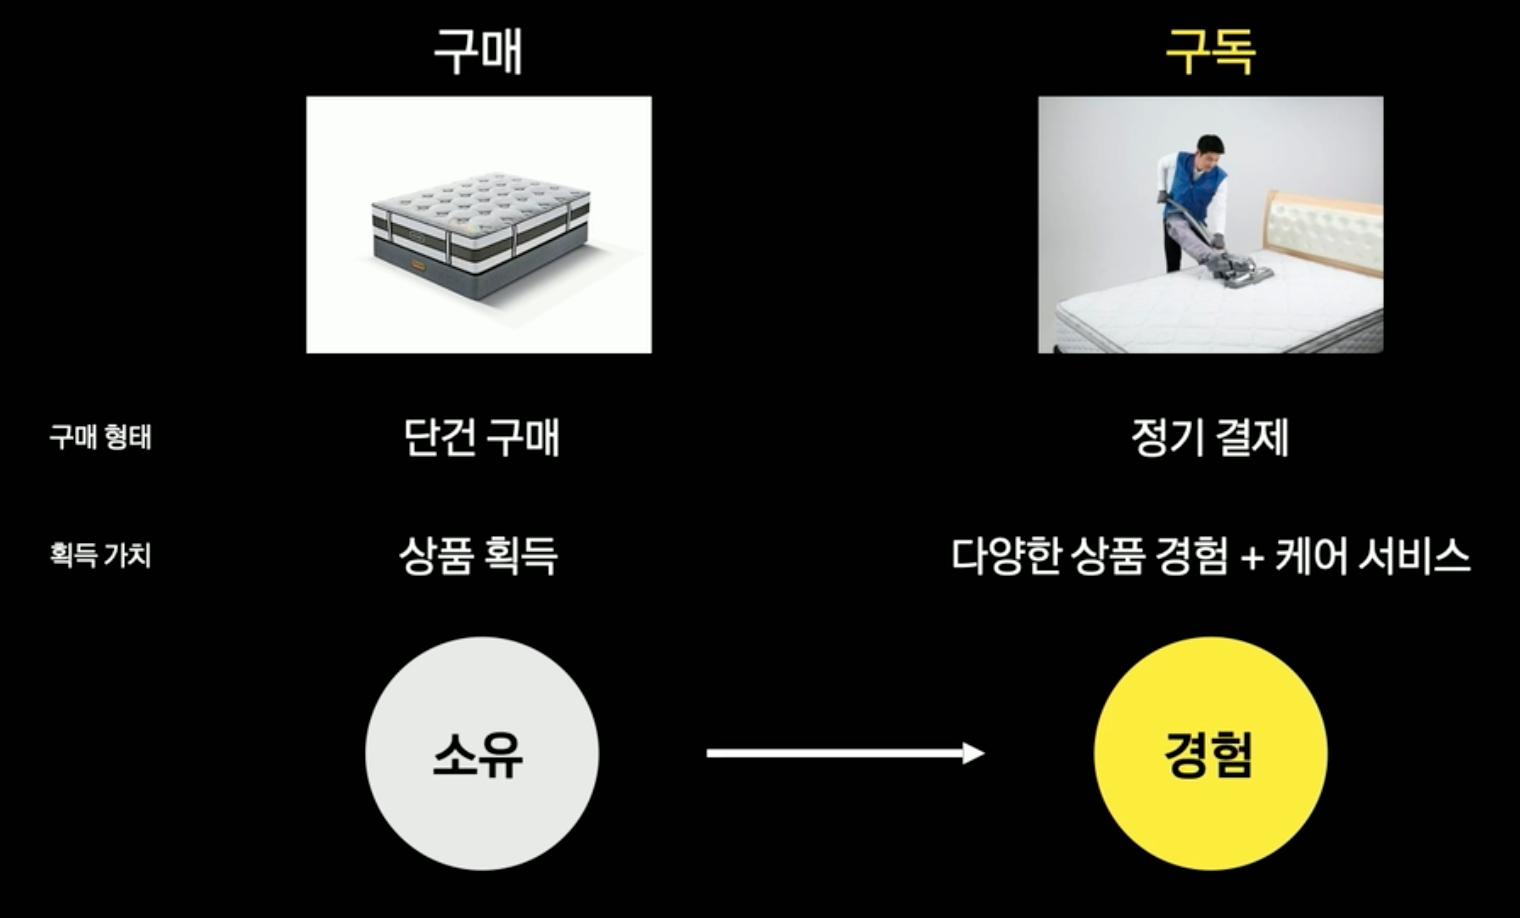 구매
구독
구매 형태
단건 구매
정기 결제
획득 가치
상품 획득
다양한 상품 경험 + 케어 서비스
소유
경험